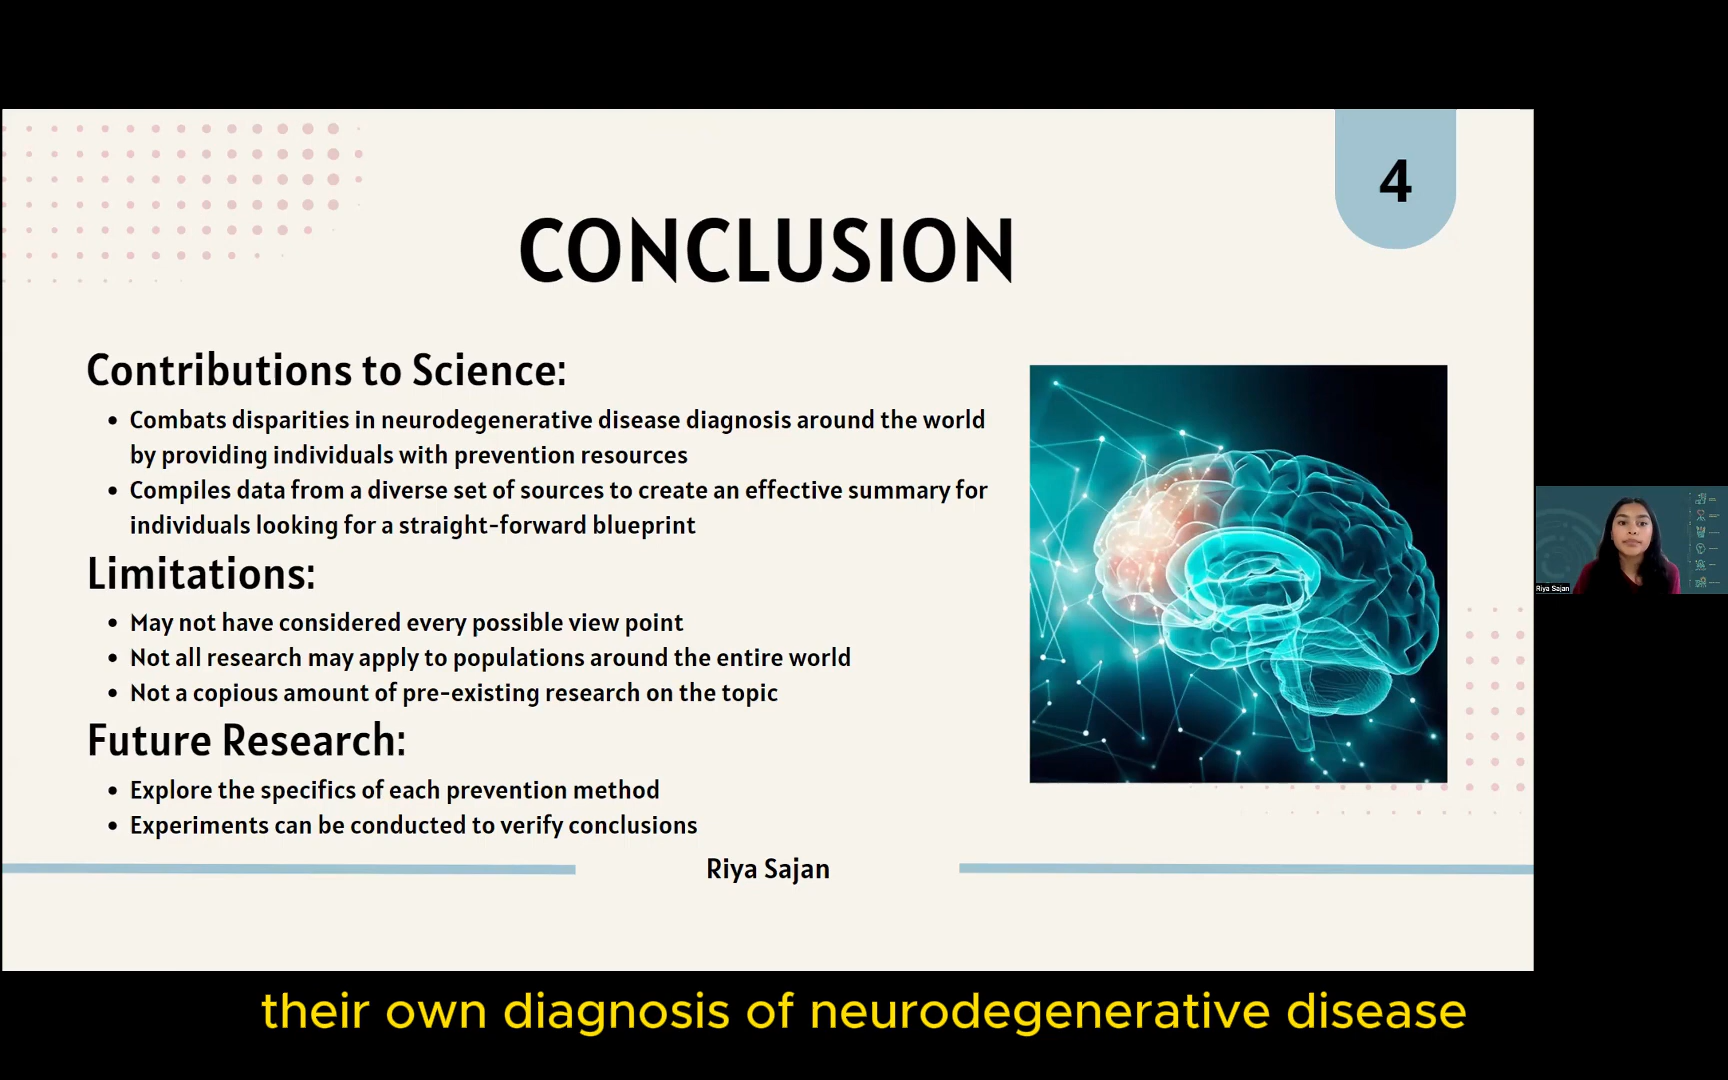 4
CONCLUSION
Contributions to Science:
• Combats disparities in neurodegenerative disease diagnosis around the world
by providing individuals with prevention resources
• Compiles data from a diverse set of sources to create an effective summary for
individuals looking for a straight-forward blueprint
Limitations:
• May not have considered every possible view point
• Not all research may apply to populations around the entire world
• Not a copious amount of pre-existing research on the topic
Future Research:
• Explore the specifics of each prevention method
• Experiments can be conducted to verify conclusions
Riya Sajan
Riya Sajan
their own diagnosis of neurodegenerative disease